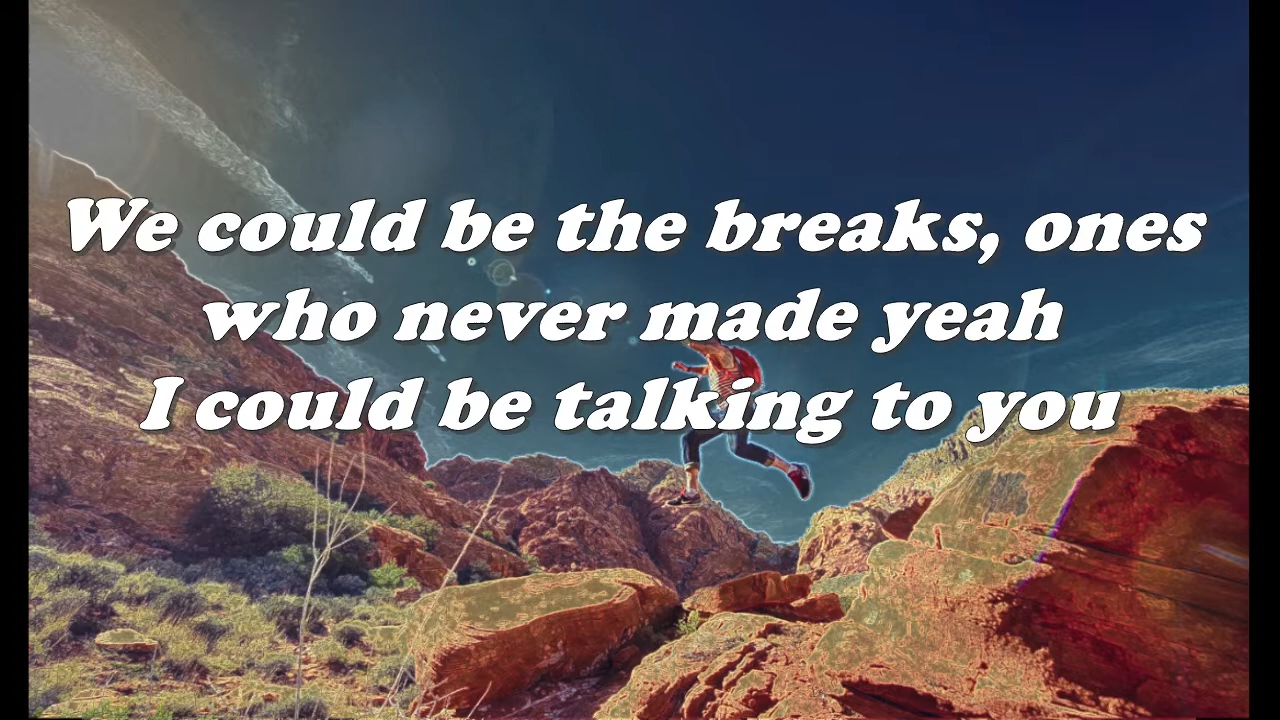 We could be the breaks, ones
who never made yeah
I could be talking to you